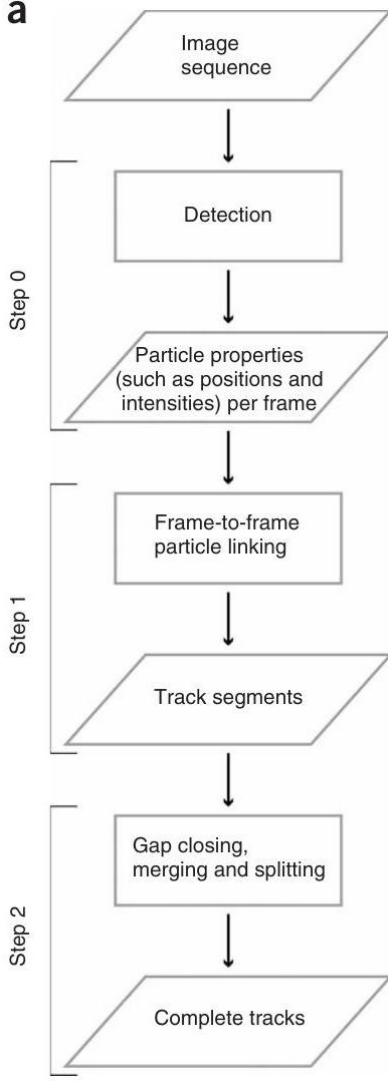 a
Image
sequence
Step 0
Detection
Particle properties
(such as positions and
intensities) per frame
Step 1
Frame-to-frame
particle linking
Track segments
Step 2
Gap closing,
merging and splitting
Complete tracks